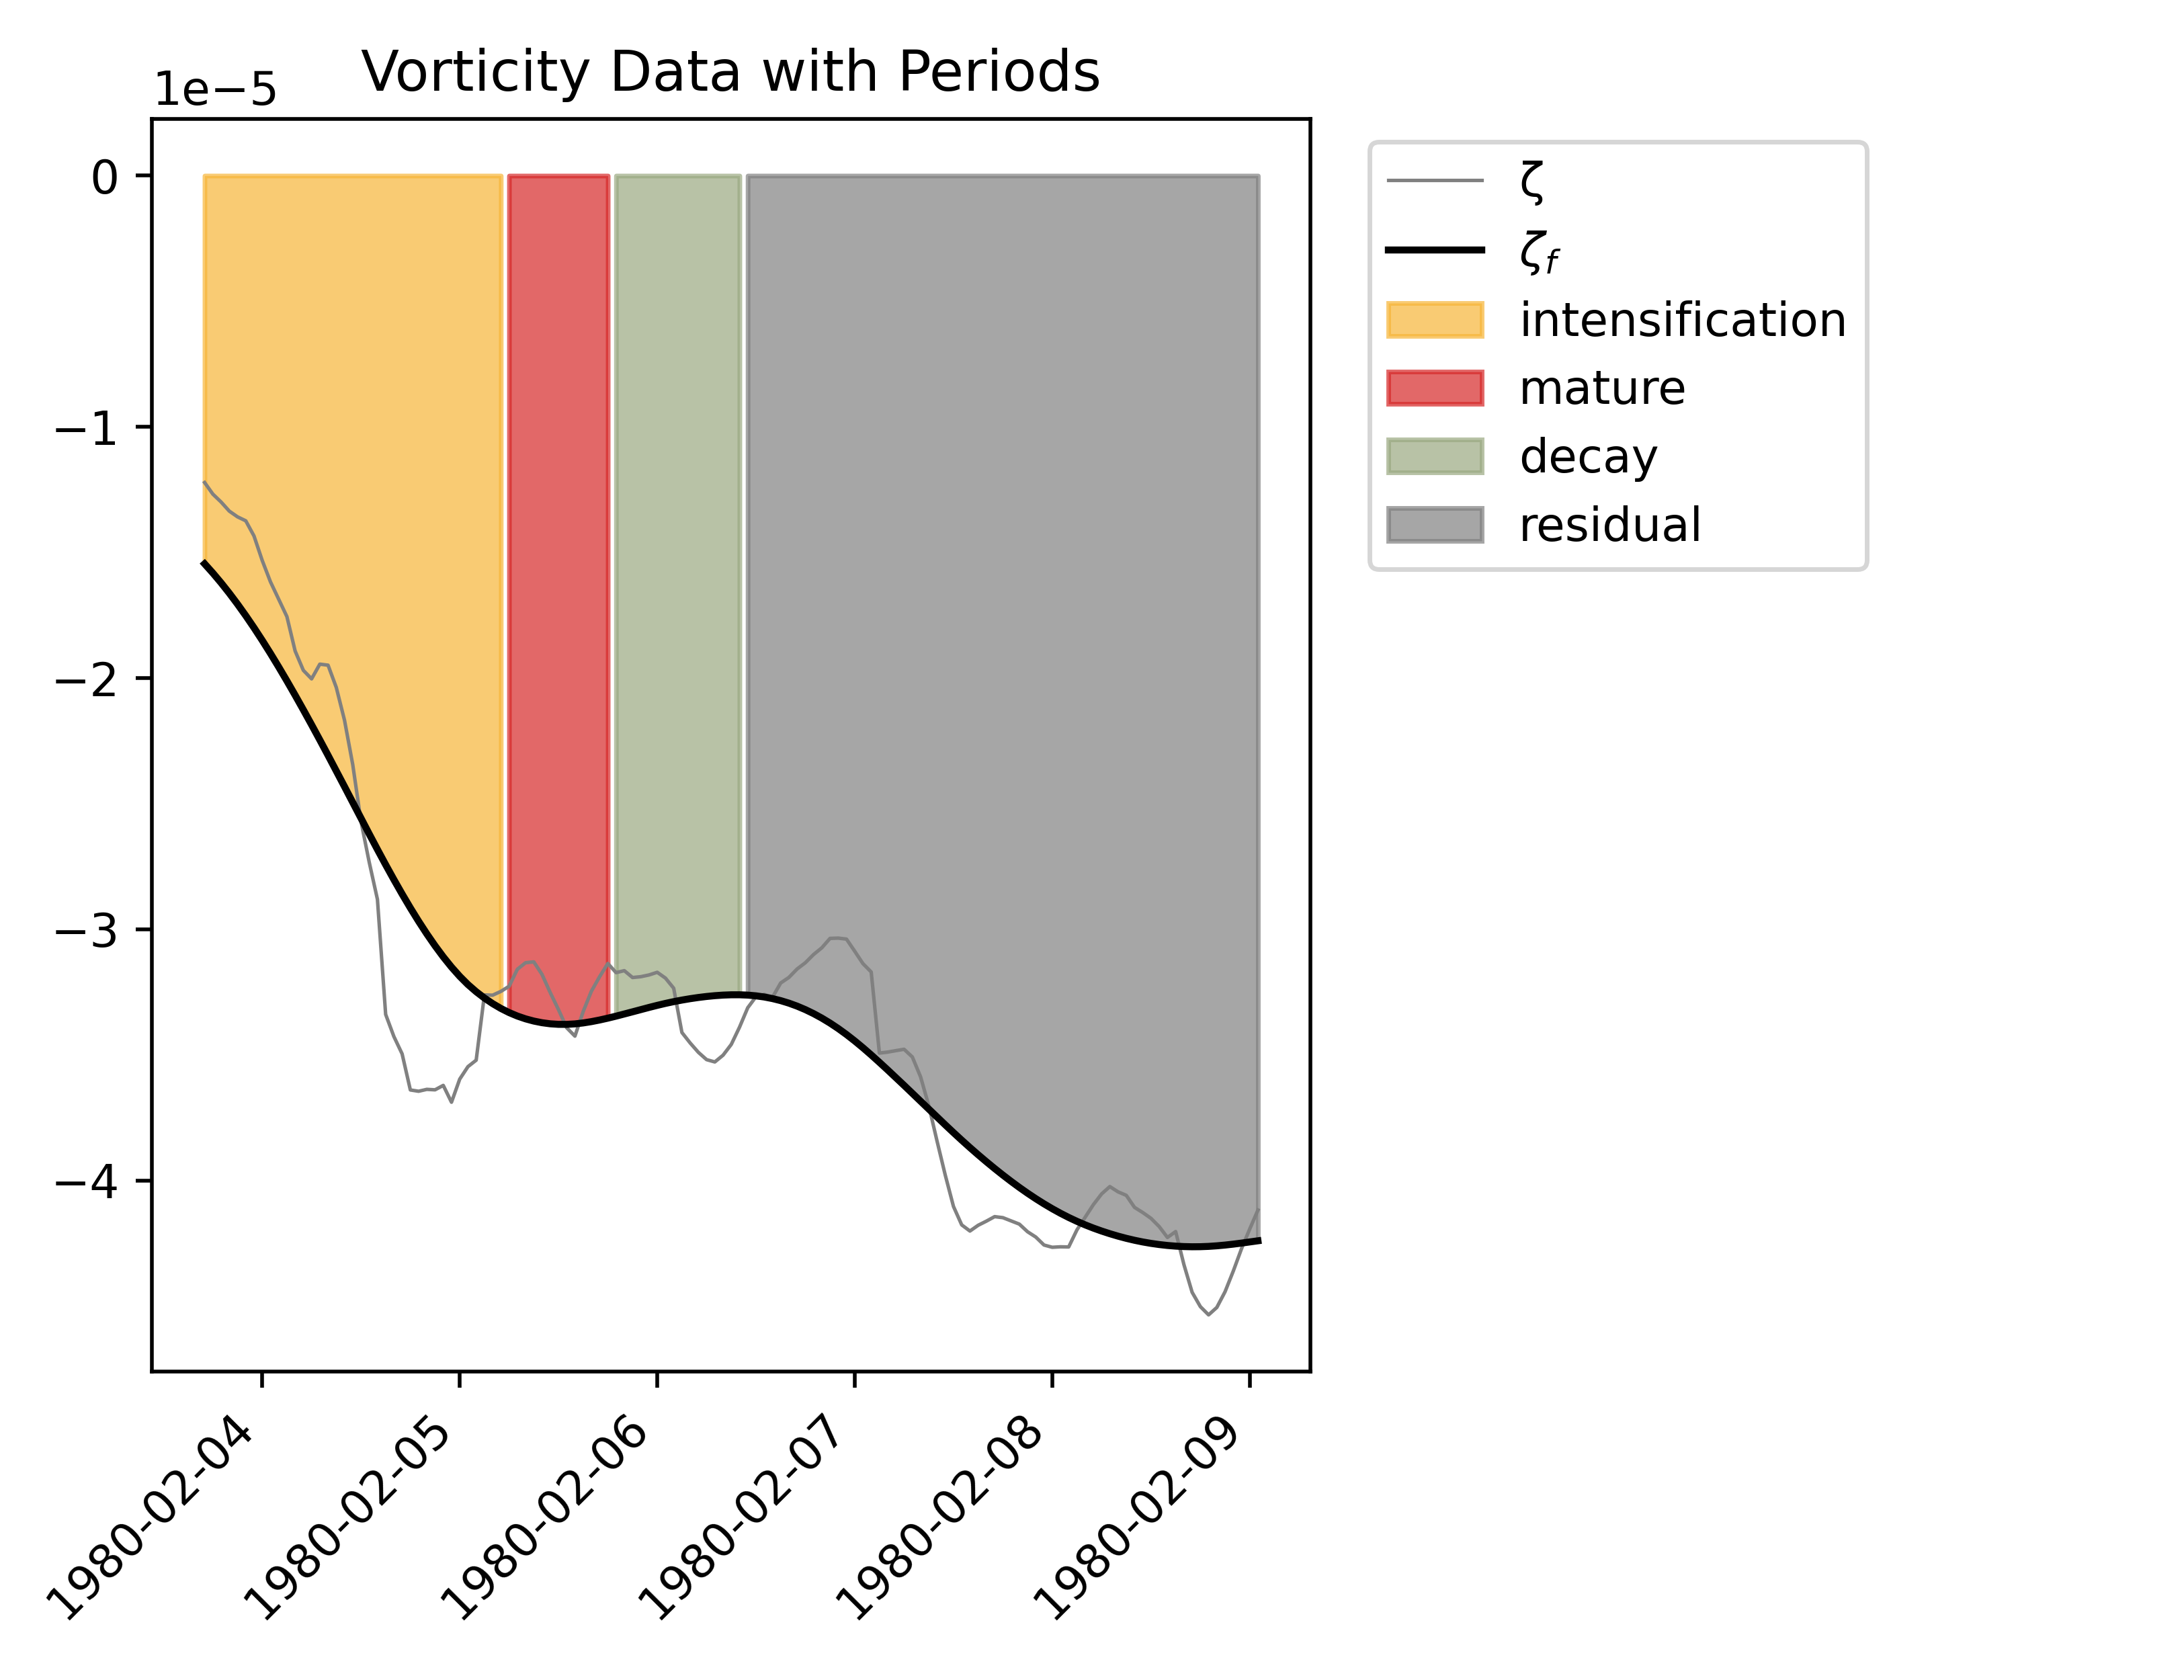 Vorticity Data with Periods
1e−5
0
−1
−2
−3
−4
1980-02-04
1980-02-05
1980-02-06
1980-02-07
1980-02-08
1980-02-09
ζ
ζf
intensification
mature
decay
residual